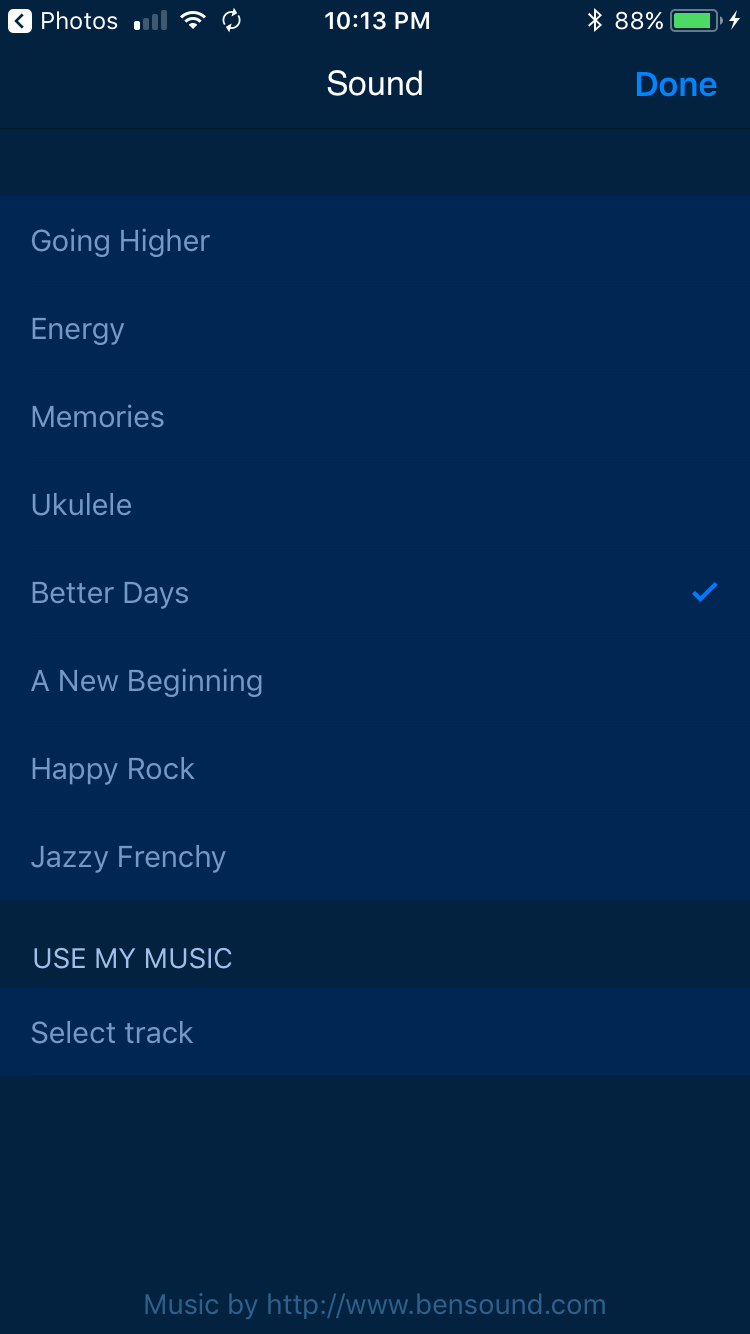 Photos 10:13 PM 88%
Sound Done
Going Higher
Energy
Memories
Ukulele
Better Days
A New Beginning
Happy Rock
Jazzy Frenchy
USE MY MUSIC
Select track
Music by http://www.bensound.com